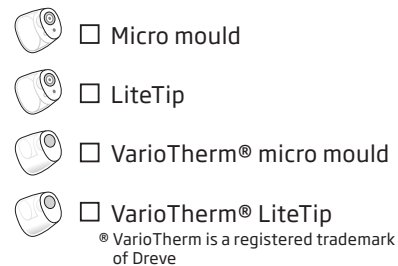 Micro mould
LiteTip
VarioTherm® micro mould
VarioTherm® LiteTip
® VarioTherm is a registered trademark
of Dreve